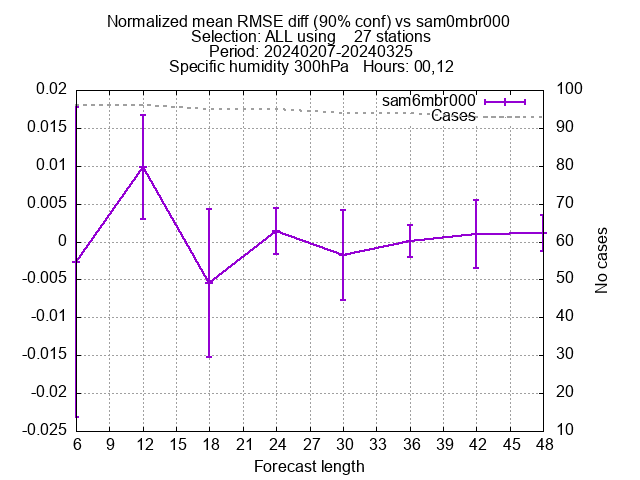 Normalized mean RMSE diff (90% conf) vs sam0mbr000
Selection: ALL using    27 stations
Period: 20240207-20240325
Specific humidity 300hPa   Hours: 00,12
0.02
0.015
0.01
0.005
0
-0.005
-0.01
-0.015
-0.02
-0.025
sam6mbr000
Cases
100
90
80
70
60
50
40
30
20
10
No cases
6 9 12 15 18 21 24 27 30 33 36 39 42 45 48
Forecast length